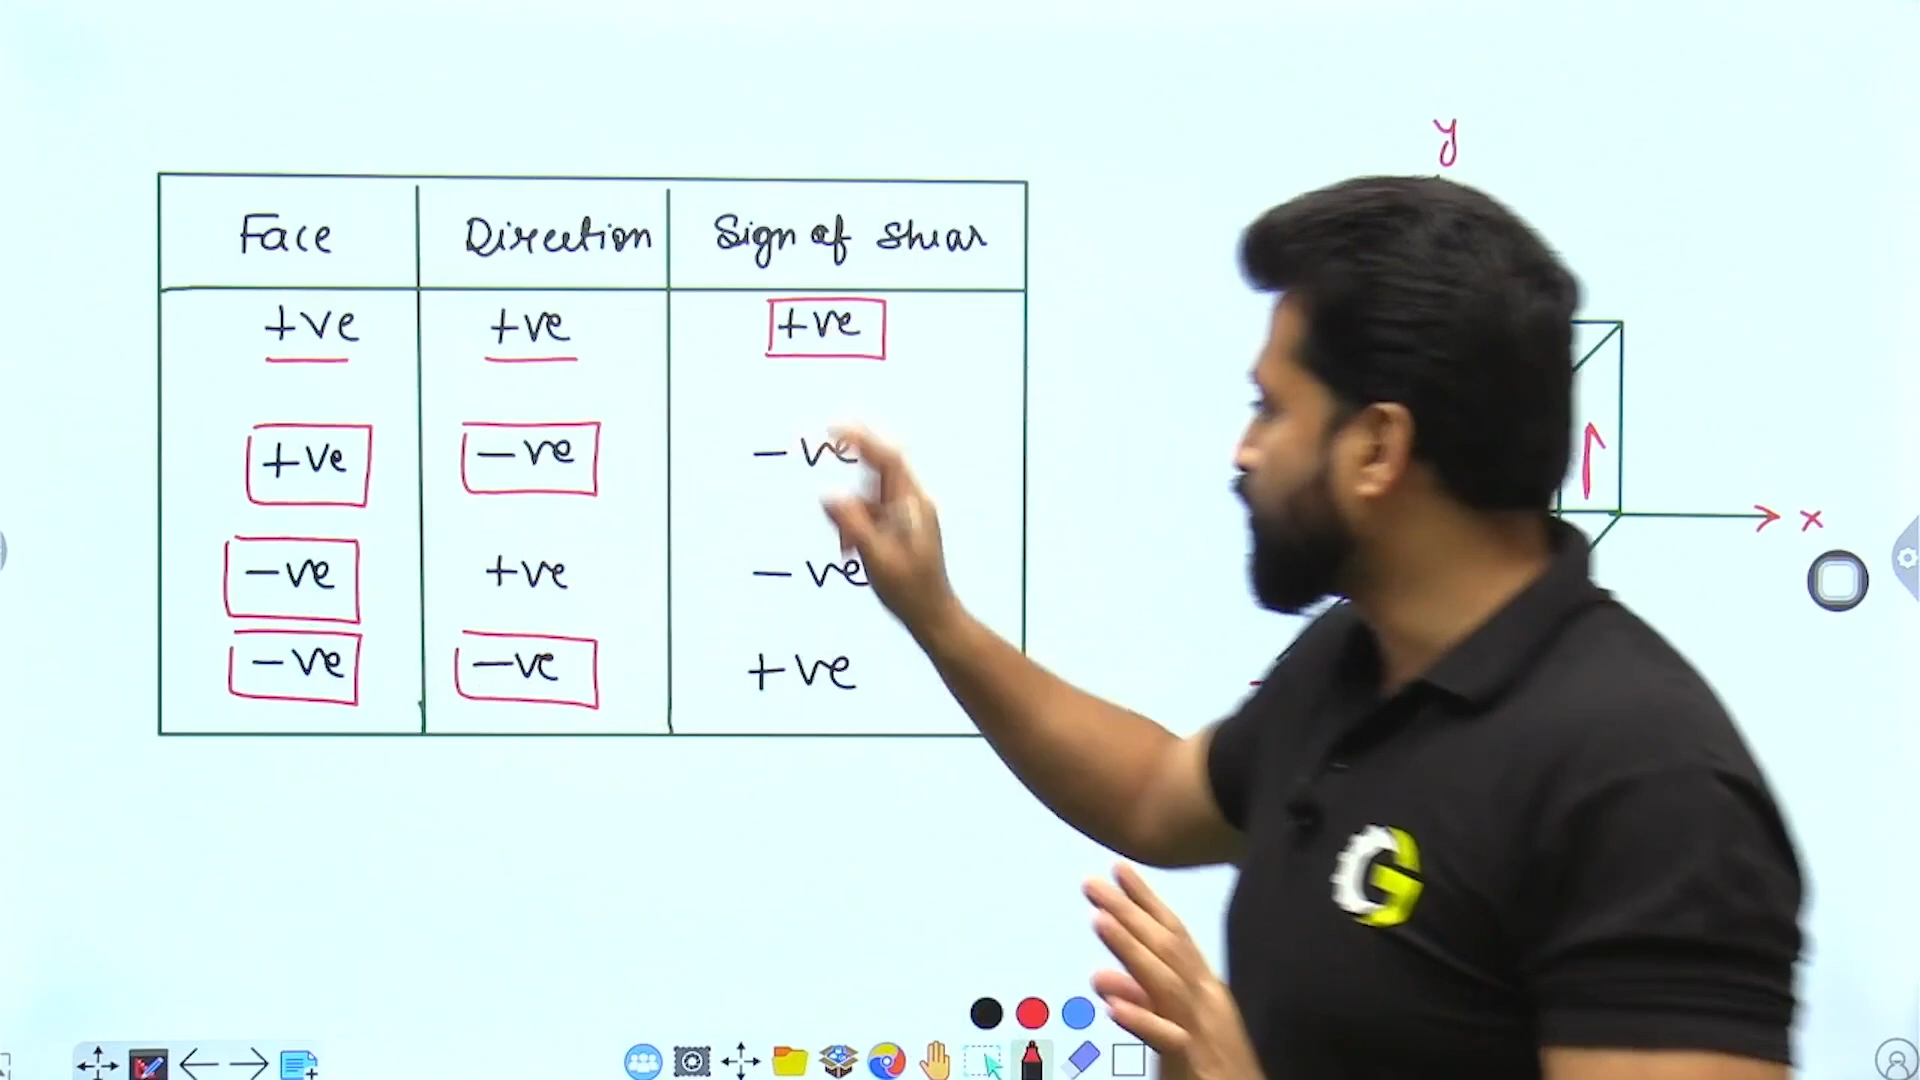 y
Face Direction Sign of shear
+ve +ve +ve
+ve -ve -ve
x
-ve +ve -ve
-ve -ve +ve
G